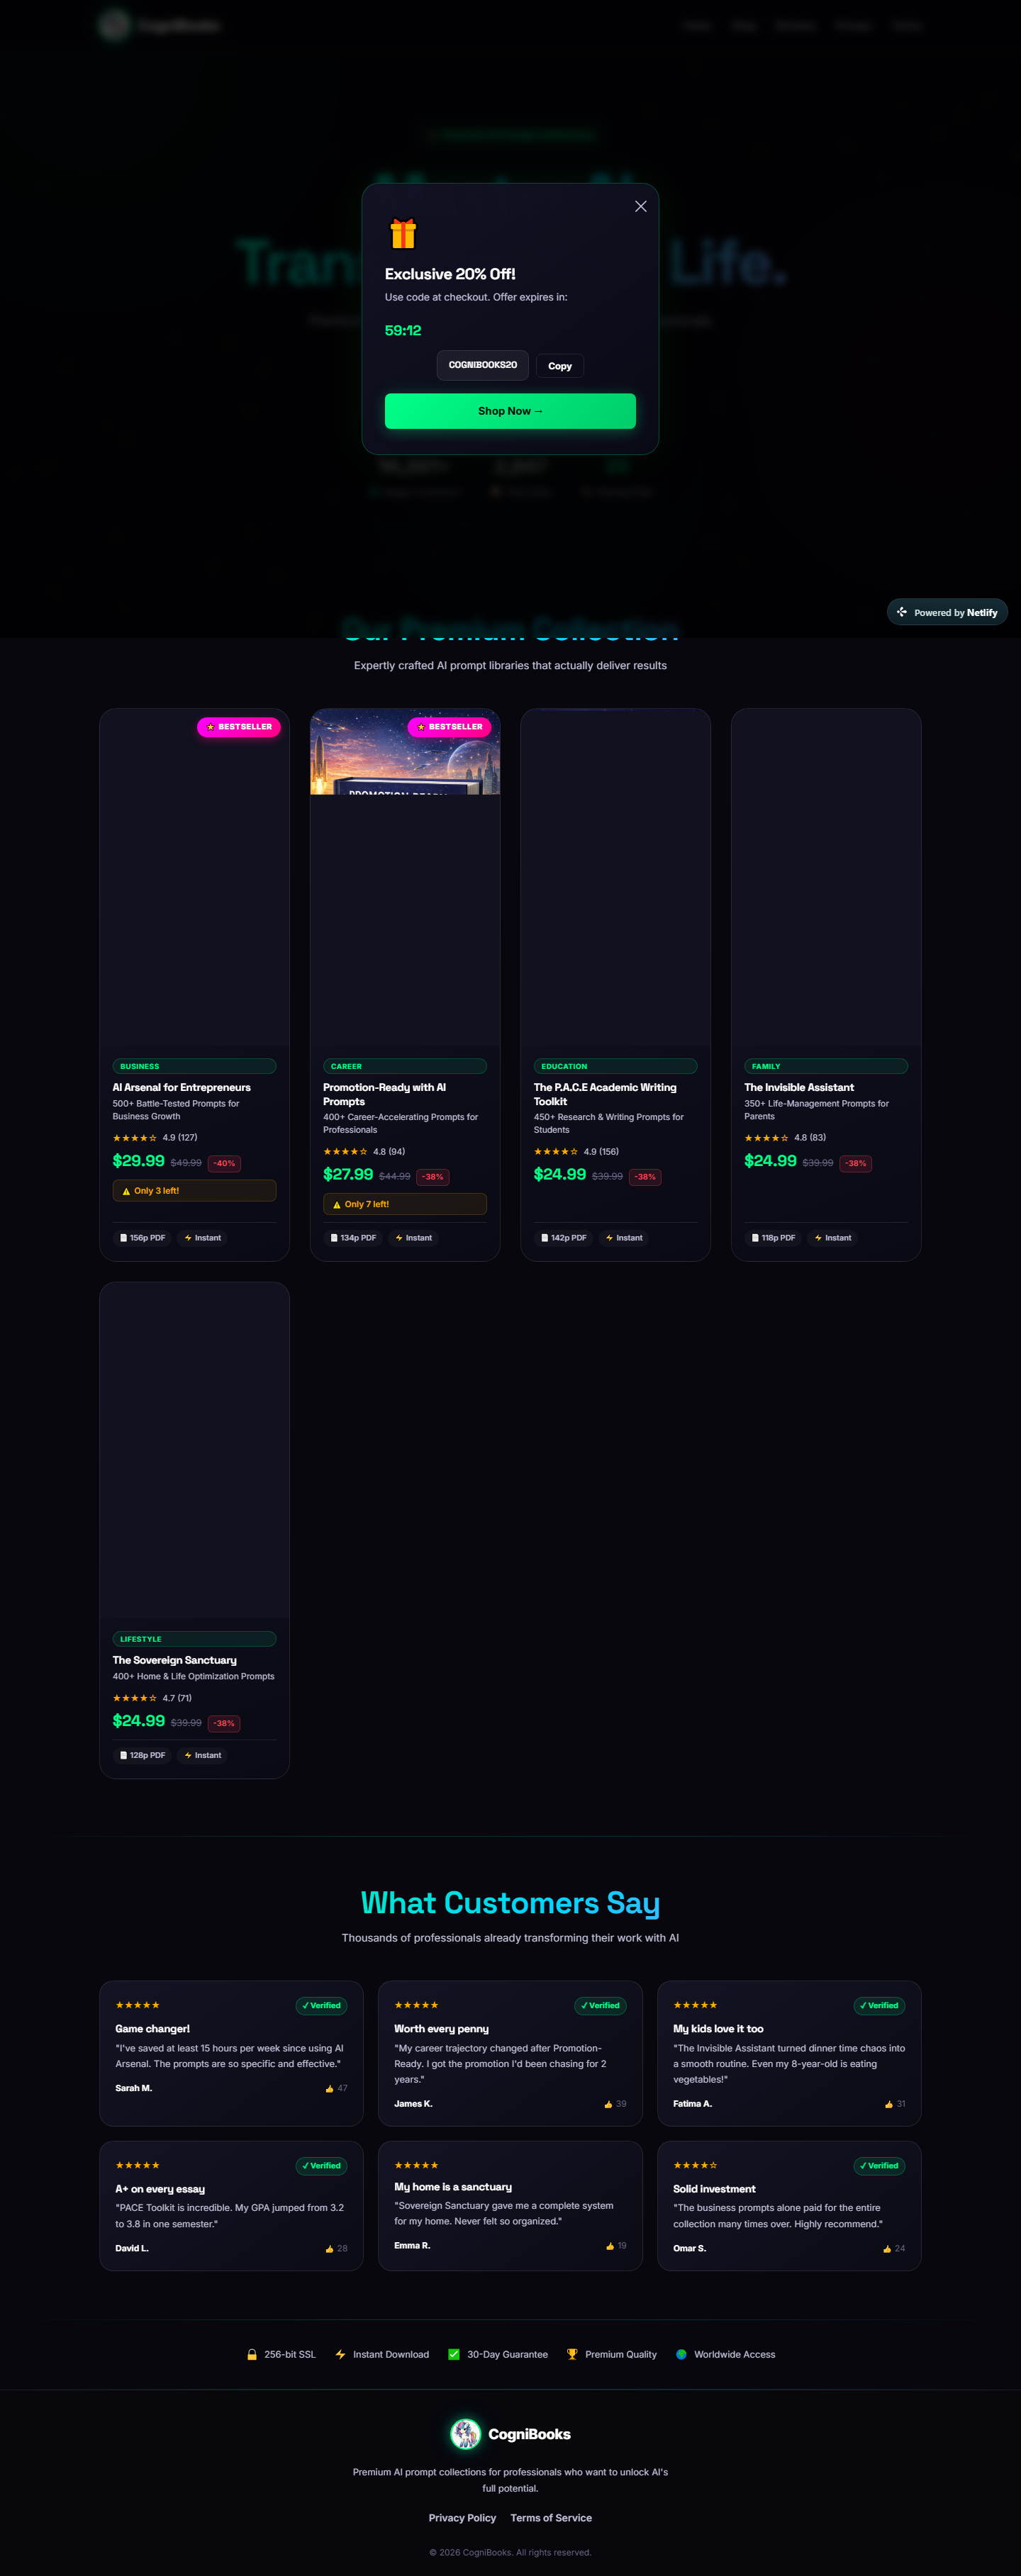 Exclusive 20% Off!
Use code at checkout. Offer expires in:
59:12
COGNIBOOKS20 Copy
Shop Now →
Life.
Powered by Netlify
Our Premium Collection
Expertly crafted AI prompt libraries that actually deliver results
BESTSELLER
BESTSELLER
PROMOTION-READY
BUSINESS
AI Arsenal for Entrepreneurs
500+ Battle-Tested Prompts for
Business Growth
★★★★☆ 4.9 (127)
$29.99 $49.99 -40%
Only 3 left!
156p PDF Instant
CAREER
Promotion-Ready with AI
Prompts
400+ Career-Accelerating Prompts for
Professionals
★★★★☆ 4.8 (94)
$27.99 $44.99 -38%
Only 7 left!
134p PDF Instant
EDUCATION
The P.A.C.E Academic Writing
Toolkit
450+ Research & Writing Prompts for
Students
★★★★☆ 4.9 (156)
$24.99 $39.99 -38%
142p PDF Instant
FAMILY
The Invisible Assistant
350+ Life-Management Prompts for
Parents
★★★★☆ 4.8 (83)
$24.99 $39.99 -38%
118p PDF Instant
LIFESTYLE
The Sovereign Sanctuary
400+ Home & Life Optimization Prompts
★★★★☆ 4.7 (71)
$24.99 $39.99 -38%
128p PDF Instant
What Customers Say
Thousands of professionals already transforming their work with AI
★★★★★ ✓ Verified
Game changer!
"I've saved at least 15 hours per week since using AI
Arsenal. The prompts are so specific and effective."
Sarah M. 47
★★★★★ ✓ Verified
Worth every penny
"My career trajectory changed after Promotion-
Ready. I got the promotion I'd been chasing for 2
years."
James K. 39
★★★★★ ✓ Verified
My kids love it too
"The Invisible Assistant turned dinner time chaos into
a smooth routine. Even my 8-year-old is eating
vegetables!"
Fatima A. 31
★★★★★ ✓ Verified
A+ on every essay
"PACE Toolkit is incredible. My GPA jumped from 3.2
to 3.8 in one semester."
David L. 28
★★★★★
My home is a sanctuary
"Sovereign Sanctuary gave me a complete system
for my home. Never felt so organized."
Emma R. 19
★★★★☆ ✓ Verified
Solid investment
"The business prompts alone paid for the entire
collection many times over. Highly recommend."
Omar S. 24
256-bit SSL Instant Download 30-Day Guarantee Premium Quality Worldwide Access
CogniBooks
Premium AI prompt collections for professionals who want to unlock AI's
full potential.
Privacy Policy Terms of Service
© 2026 CogniBooks. All rights reserved.